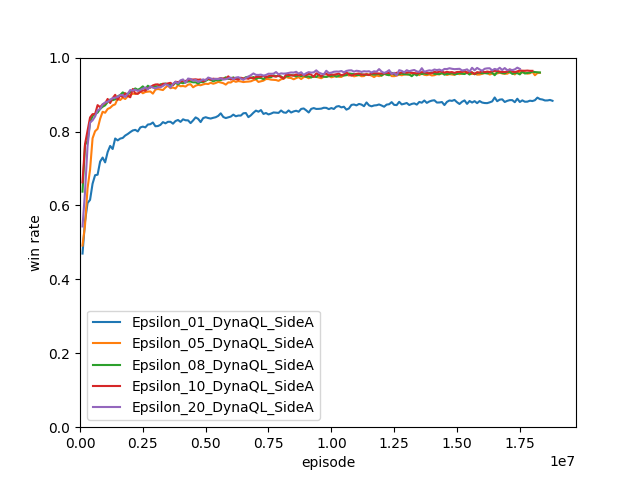 1.0
0.8
0.6
0.4
0.2
0.0
win rate
Epsilon_01_DynaQL_SideA
Epsilon_05_DynaQL_SideA
Epsilon_08_DynaQL_SideA
Epsilon_10_DynaQL_SideA
Epsilon_20_DynaQL_SideA
0.00 0.25 0.50 0.75 1.00 1.25 1.50 1.75
episode
1e7